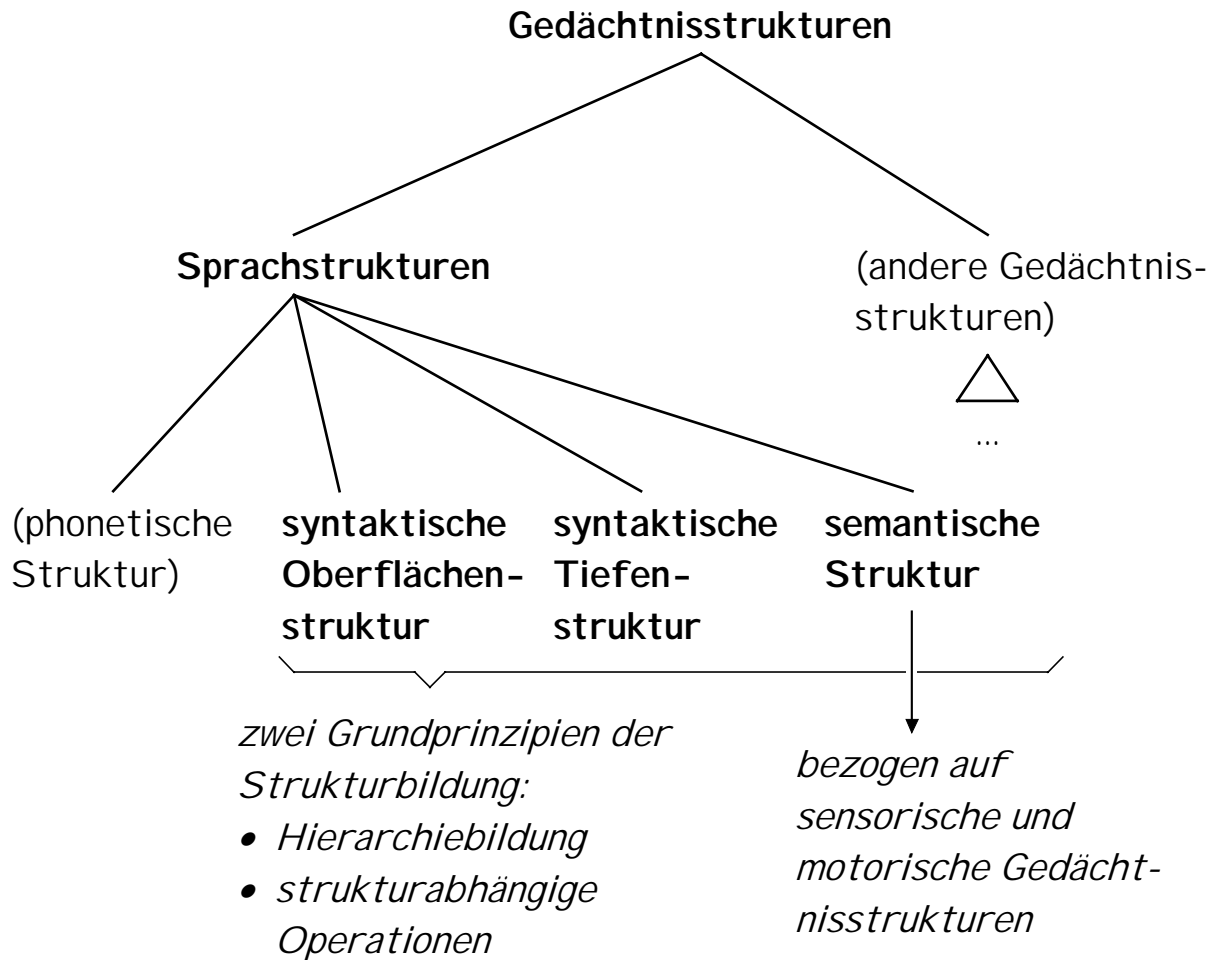 Gedächtnisstrukturen
Sprachstrukturen
(andere Gedächtnis-
strukturen)
...
(phonetische
Struktur)
syntaktische
Oberflächen-
struktur
syntaktische
Tiefen-
struktur
semantische
Struktur
zwei Grundprinzipien der
Strukturbildung:
• Hierarchiebildung
• strukturabhängige
Operationen
bezogen auf
sensorische und
motorische Gedächt-
nisstrukturen